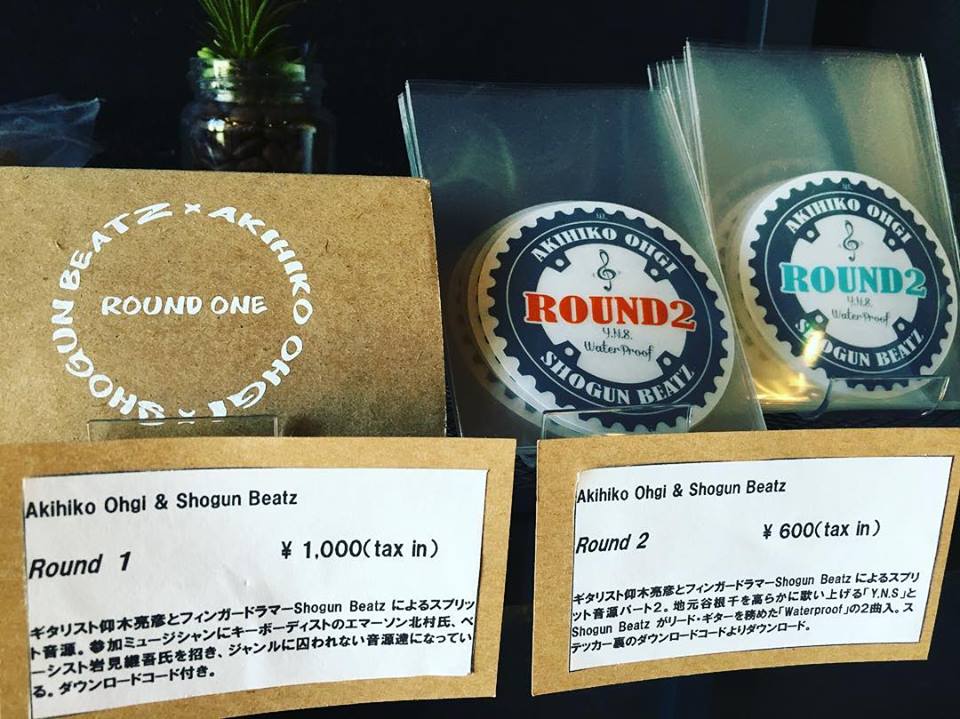 SHOGUN BEATZ × AKIHIKO OHGI ×
ROUND ONE
AKIHIKO OHGI
ROUND2
Y.N.S.
WaterProof
SHOGUN BEATZ
AKIHIKO OHGI
ROUND2
Y.N.S.
WaterProof
SHOGUN BEATZ
Akihiko Ohgi & Shogun Beatz
Round 1 ¥ 1,000(tax in)
ギタリスト仰木亮彦とフィンガードラマーShogun Beatz によるスプリッ
ト音源。参加ミュージシャンにキーボーディストのエマーソン北村氏、ベ
ーシスト岩見継吾氏を招き、ジャンルに囚われない音源達になってい
る。ダウンロードコード付き。
Akihiko Ohgi & Shogun Beatz
Round 2 ¥ 600(tax in)
ギタリスト仰木亮彦とフィンガードラマーShogun Beatz によるスプリ
ット音源パート2。地元谷根千を高らかに歌い上げる「Y.N.S」と
Shogun Beatz がリード・ギターを務めた「Waterproof」の2曲入。ス
テッカー裏のダウンロードコードよりダウンロード。